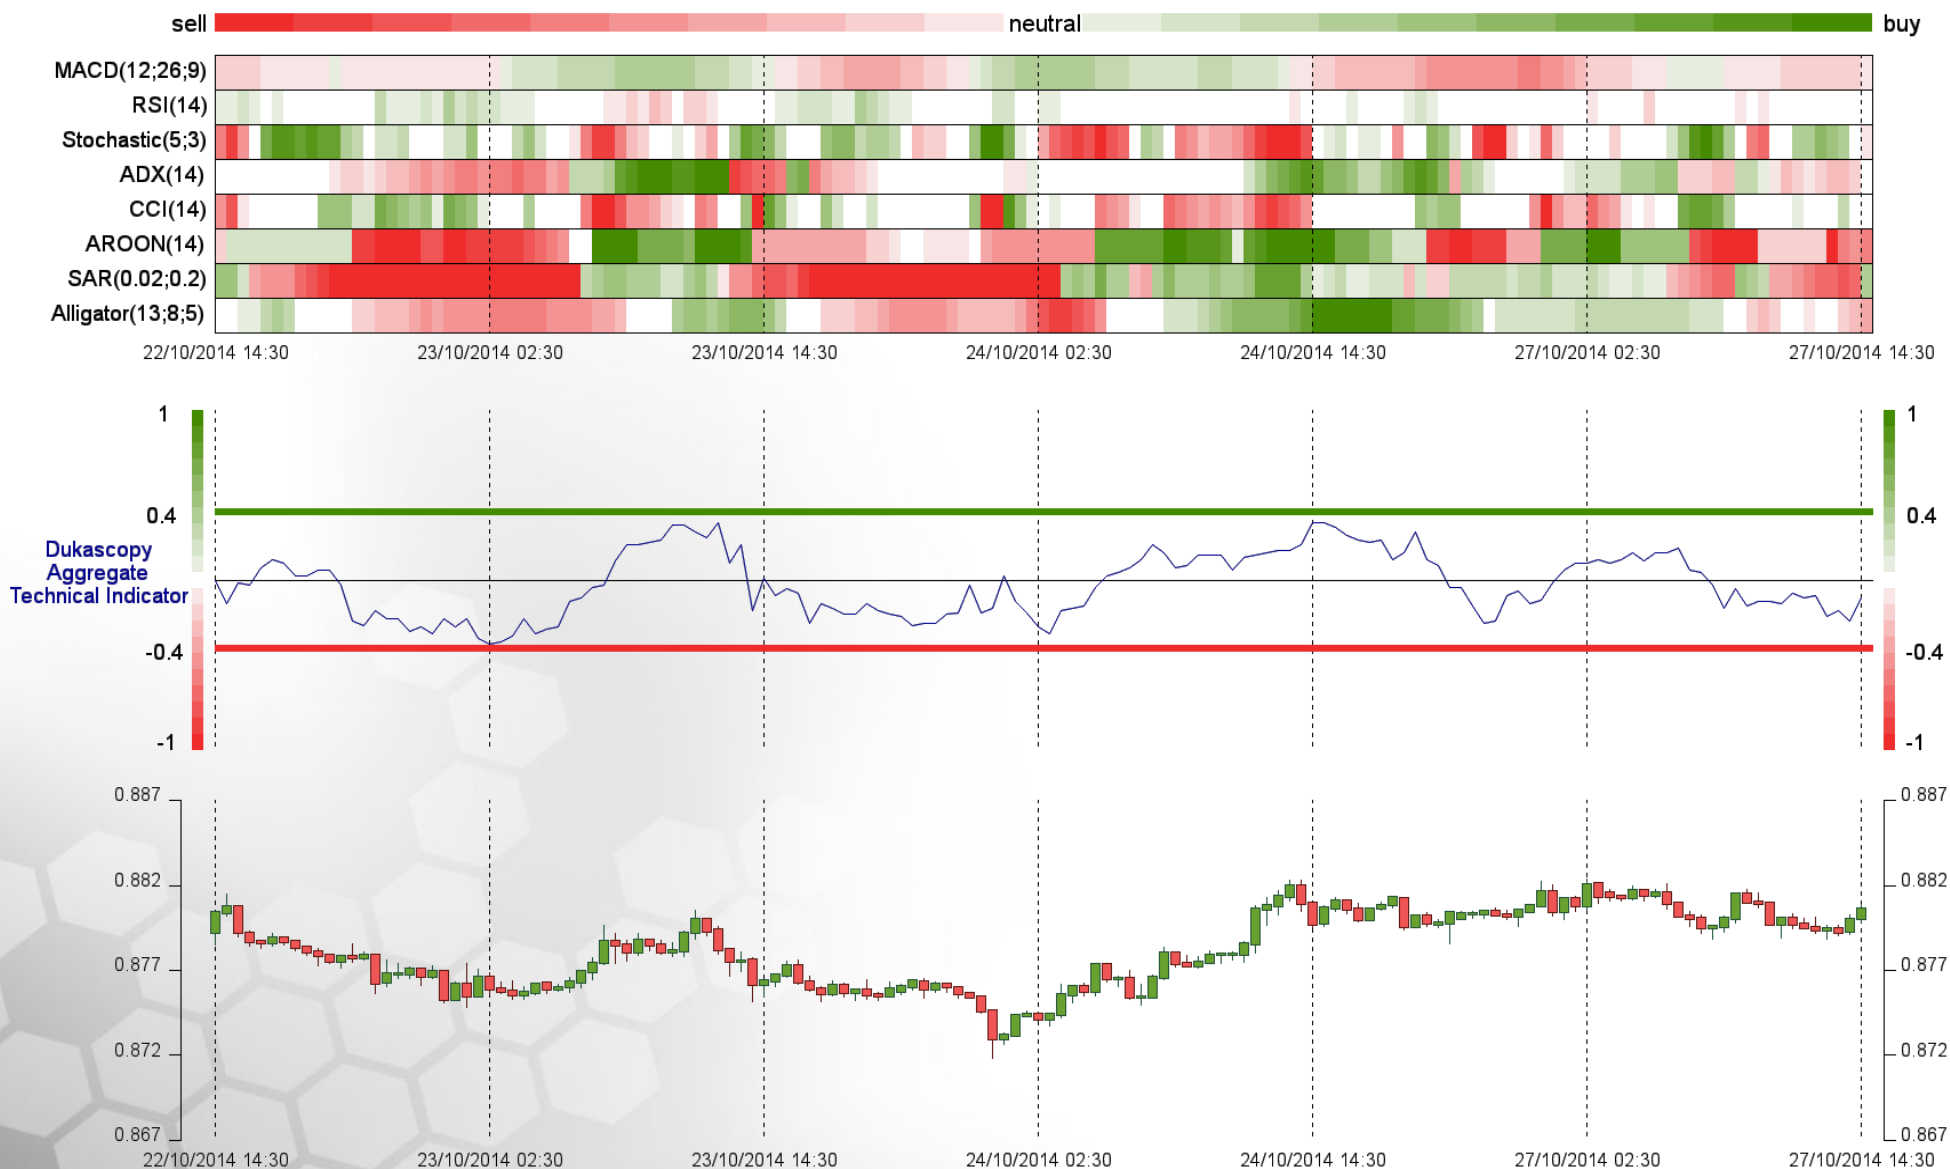 sell neutral buy
MACD(12;26;9)
RSI(14)
Stochastic(5;3)
ADX(14)
CCI(14)
AROON(14)
SAR(0.02;0.2)
Alligator(13;8;5)
22/10/2014 14:30 23/10/2014 02:30 23/10/2014 14:30 24/10/2014 02:30 24/10/2014 14:30 27/10/2014 02:30 27/10/2014 14:30
1 1
0.4 0.4
Dukascopy
Aggregate
Technical Indicator
-0.4 -0.4
-1 -1
0.887 0.887
0.882 0.882
0.877 0.877
0.872 0.872
0.867 0.867
22/10/2014 14:30 23/10/2014 02:30 23/10/2014 14:30 24/10/2014 02:30 24/10/2014 14:30 27/10/2014 02:30 27/10/2014 14:30